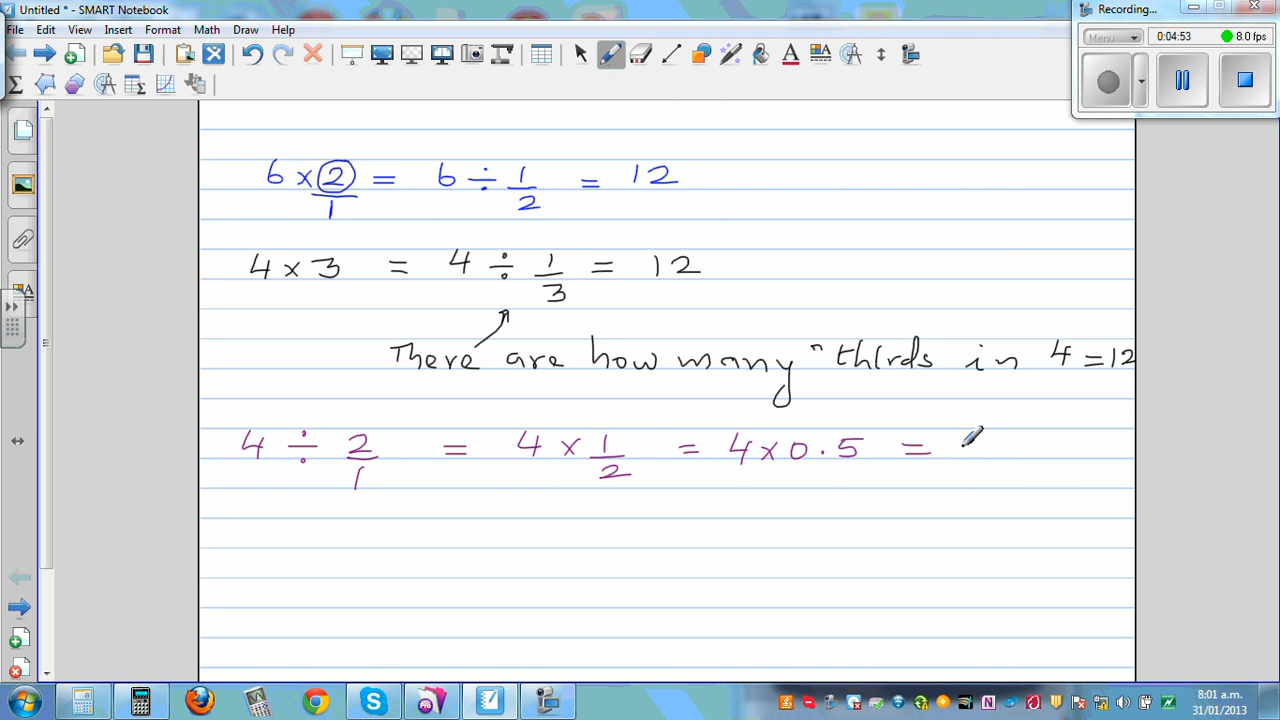 Untitled * - SMART Notebook
Recording...
File Edit View Insert Format Math Draw Help
Menu
0:04:53
8.0 fps
6 × 2/1 = 6 ÷ 1/2 = 12
4 × 3 = 4 ÷ 1/3 = 12
There are how many "thirds in 4 = 12
4 ÷ 2/1 = 4 × 1/2 = 4 × 0.5 =
8:01 a.m.
31/01/2013